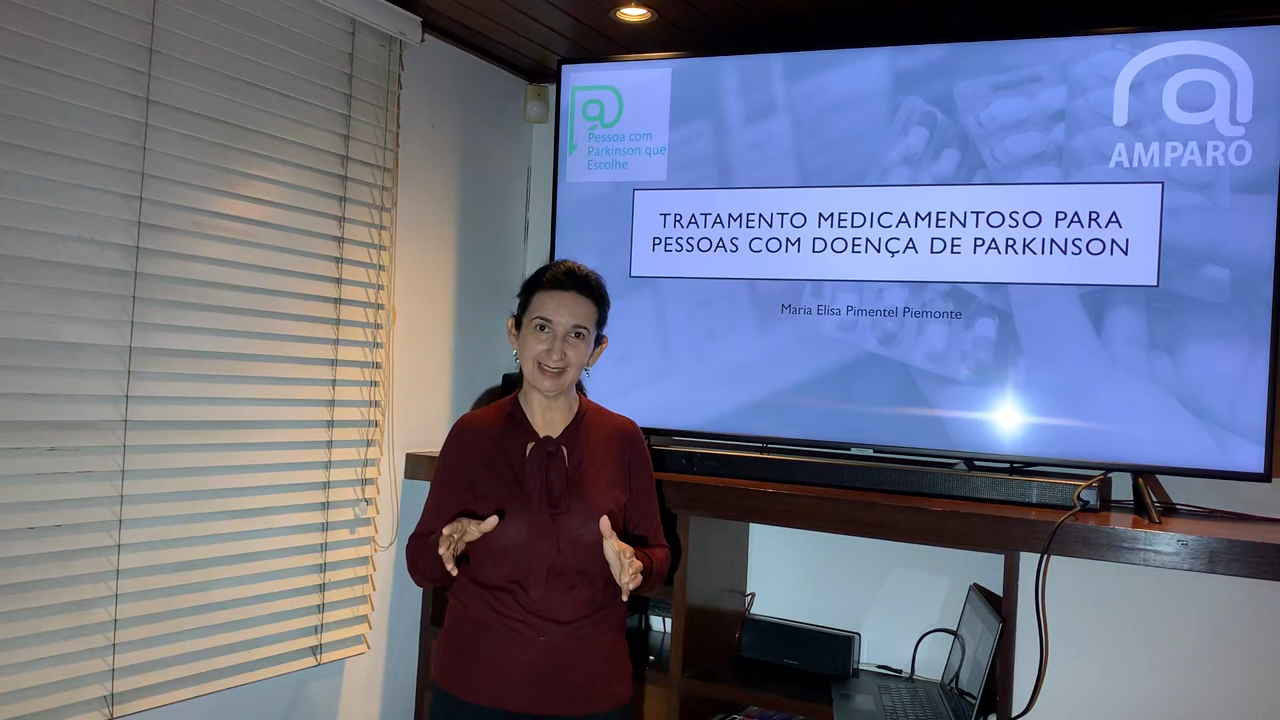 Pessoa com
Parkinson que
Escolhe
AMPARO
TRATAMENTO MEDICAMENTOSO PARA
PESSOAS COM DOENÇA DE PARKINSON
Maria Elisa Pimentel Piemonte